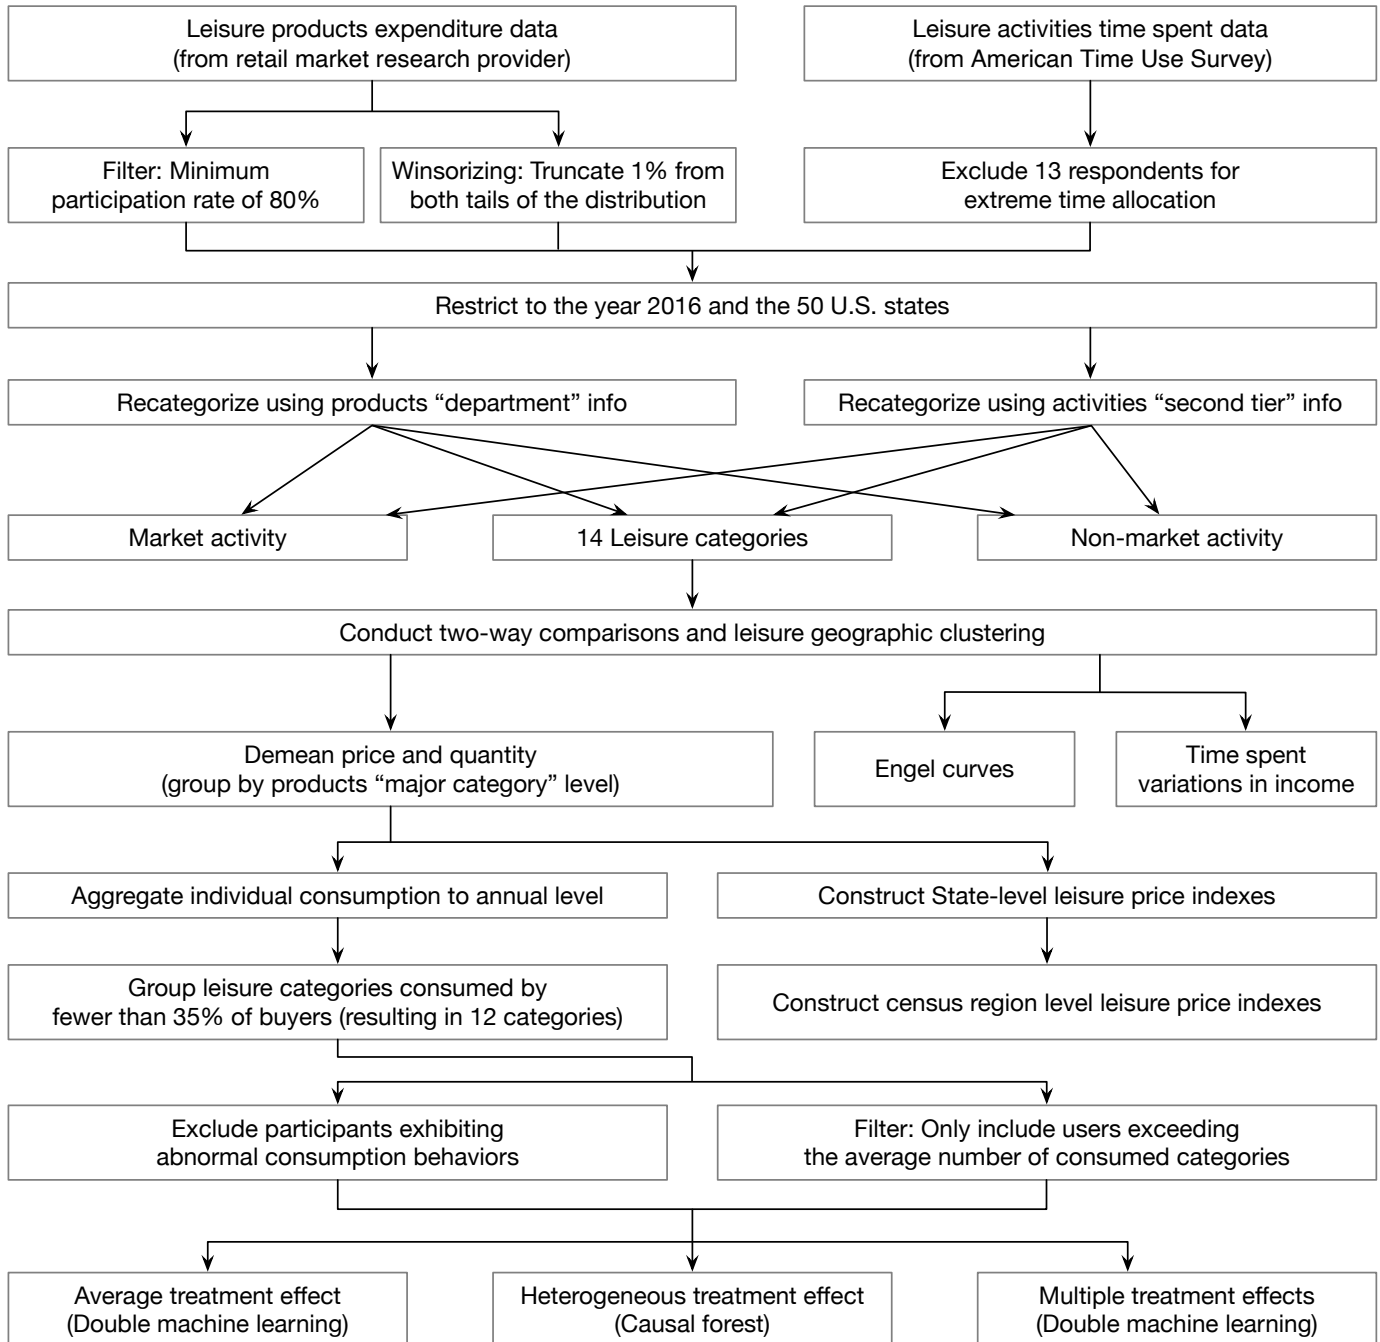 Leisure products expenditure data
(from retail market research provider)
Leisure activities time spent data
(from American Time Use Survey)
Filter: Minimum
participation rate of 80%
Winsorizing: Truncate 1% from
both tails of the distribution
Exclude 13 respondents for
extreme time allocation
Restrict to the year 2016 and the 50 U.S. states
Recategorize using products “department” info
Recategorize using activities “second tier” info
Market activity
14 Leisure categories
Non-market activity
Conduct two-way comparisons and leisure geographic clustering
Demean price and quantity
(group by products “major category” level)
Engel curves
Time spent
variations in income
Aggregate individual consumption to annual level
Construct State-level leisure price indexes
Group leisure categories consumed by
fewer than 35% of buyers (resulting in 12 categories)
Construct census region level leisure price indexes
Exclude participants exhibiting
abnormal consumption behaviors
Filter: Only include users exceeding
the average number of consumed categories
Average treatment effect
(Double machine learning)
Heterogeneous treatment effect
(Causal forest)
Multiple treatment effects
(Double machine learning)